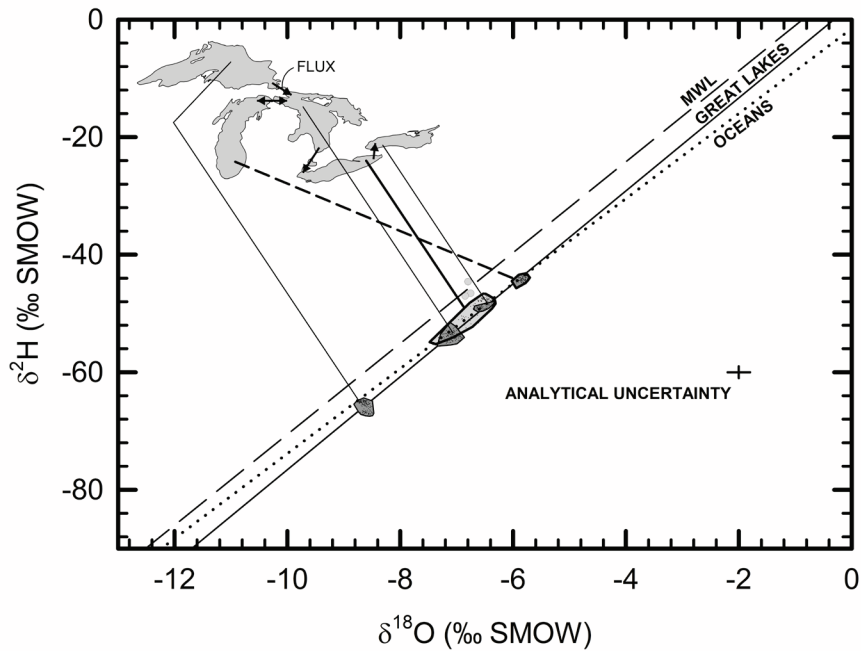 0
-20
-40
-60
-80
δ²H (‰ SMOW)
FLUX
MWL
GREAT LAKES
OCEANS
ANALYTICAL UNCERTAINTY
-12
-10
-8
-6
-4
-2
0
δ¹⁸O (‰ SMOW)